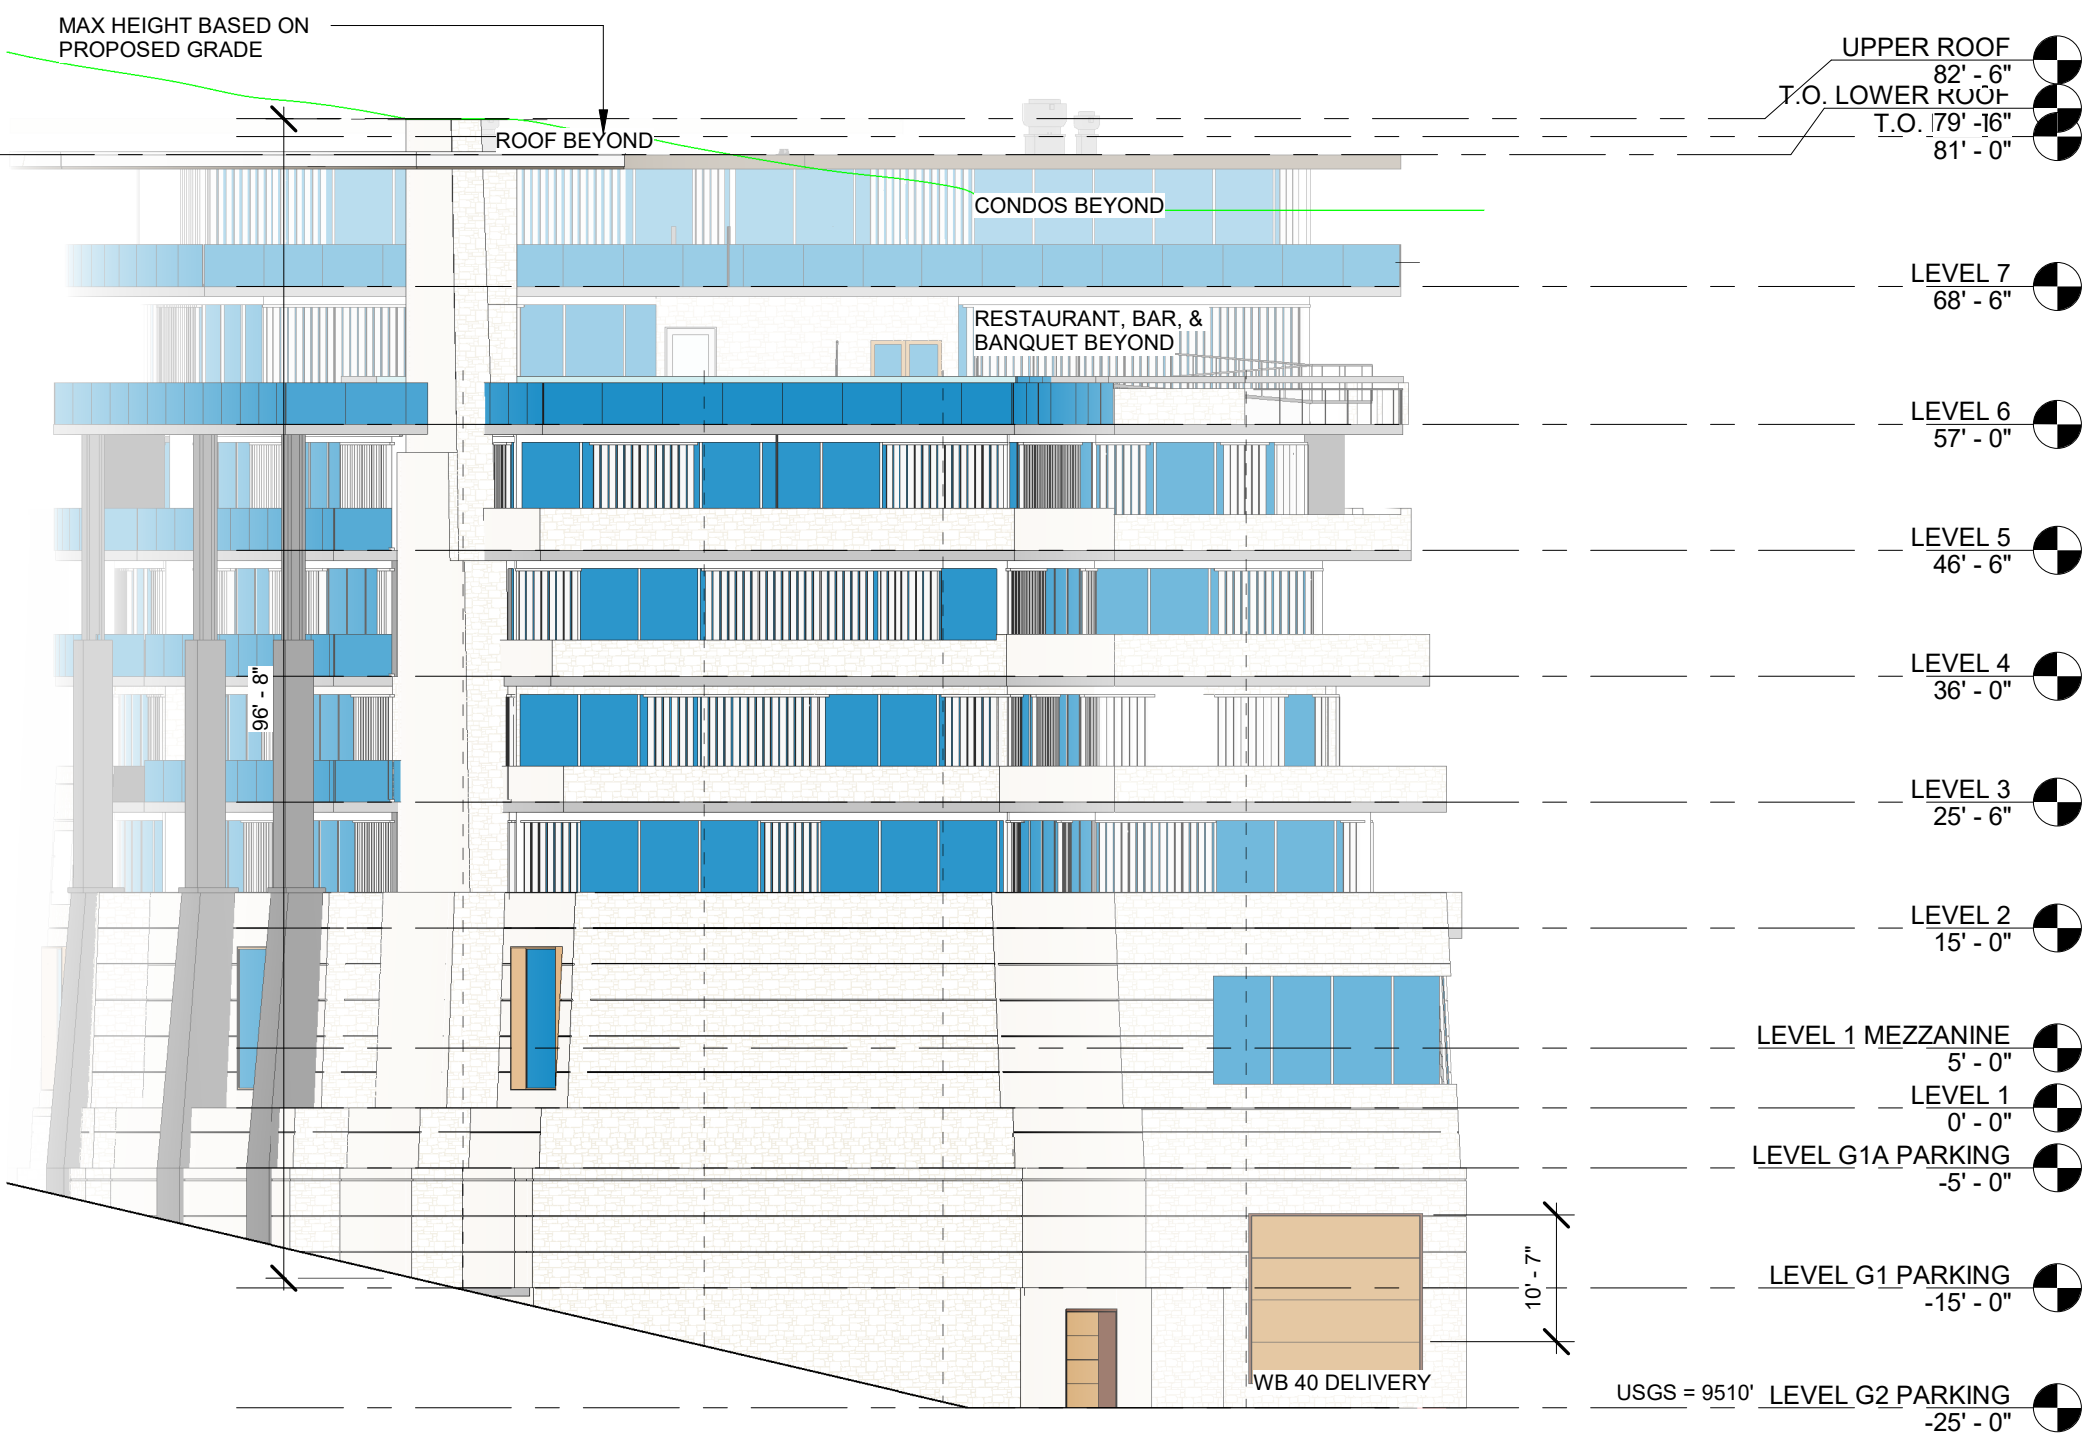 MAX HEIGHT BASED ON
PROPOSED GRADE
UPPER ROOF
82' - 6"
T.O. LOWER ROOF
79' - 6"
T.O.
81' - 0"
ROOF BEYOND
CONDOS BEYOND
LEVEL 7
68' - 6"
RESTAURANT, BAR, &
BANQUET BEYOND
LEVEL 6
57' - 0"
LEVEL 5
46' - 6"
LEVEL 4
36' - 0"
96' - 8"
LEVEL 3
25' - 6"
LEVEL 2
15' - 0"
LEVEL 1 MEZZANINE
5' - 0"
LEVEL 1
0' - 0"
LEVEL G1A PARKING
-5' - 0"
10' - 7"
LEVEL G1 PARKING
-15' - 0"
WB 40 DELIVERY
USGS = 9510' LEVEL G2 PARKING
-25' - 0"